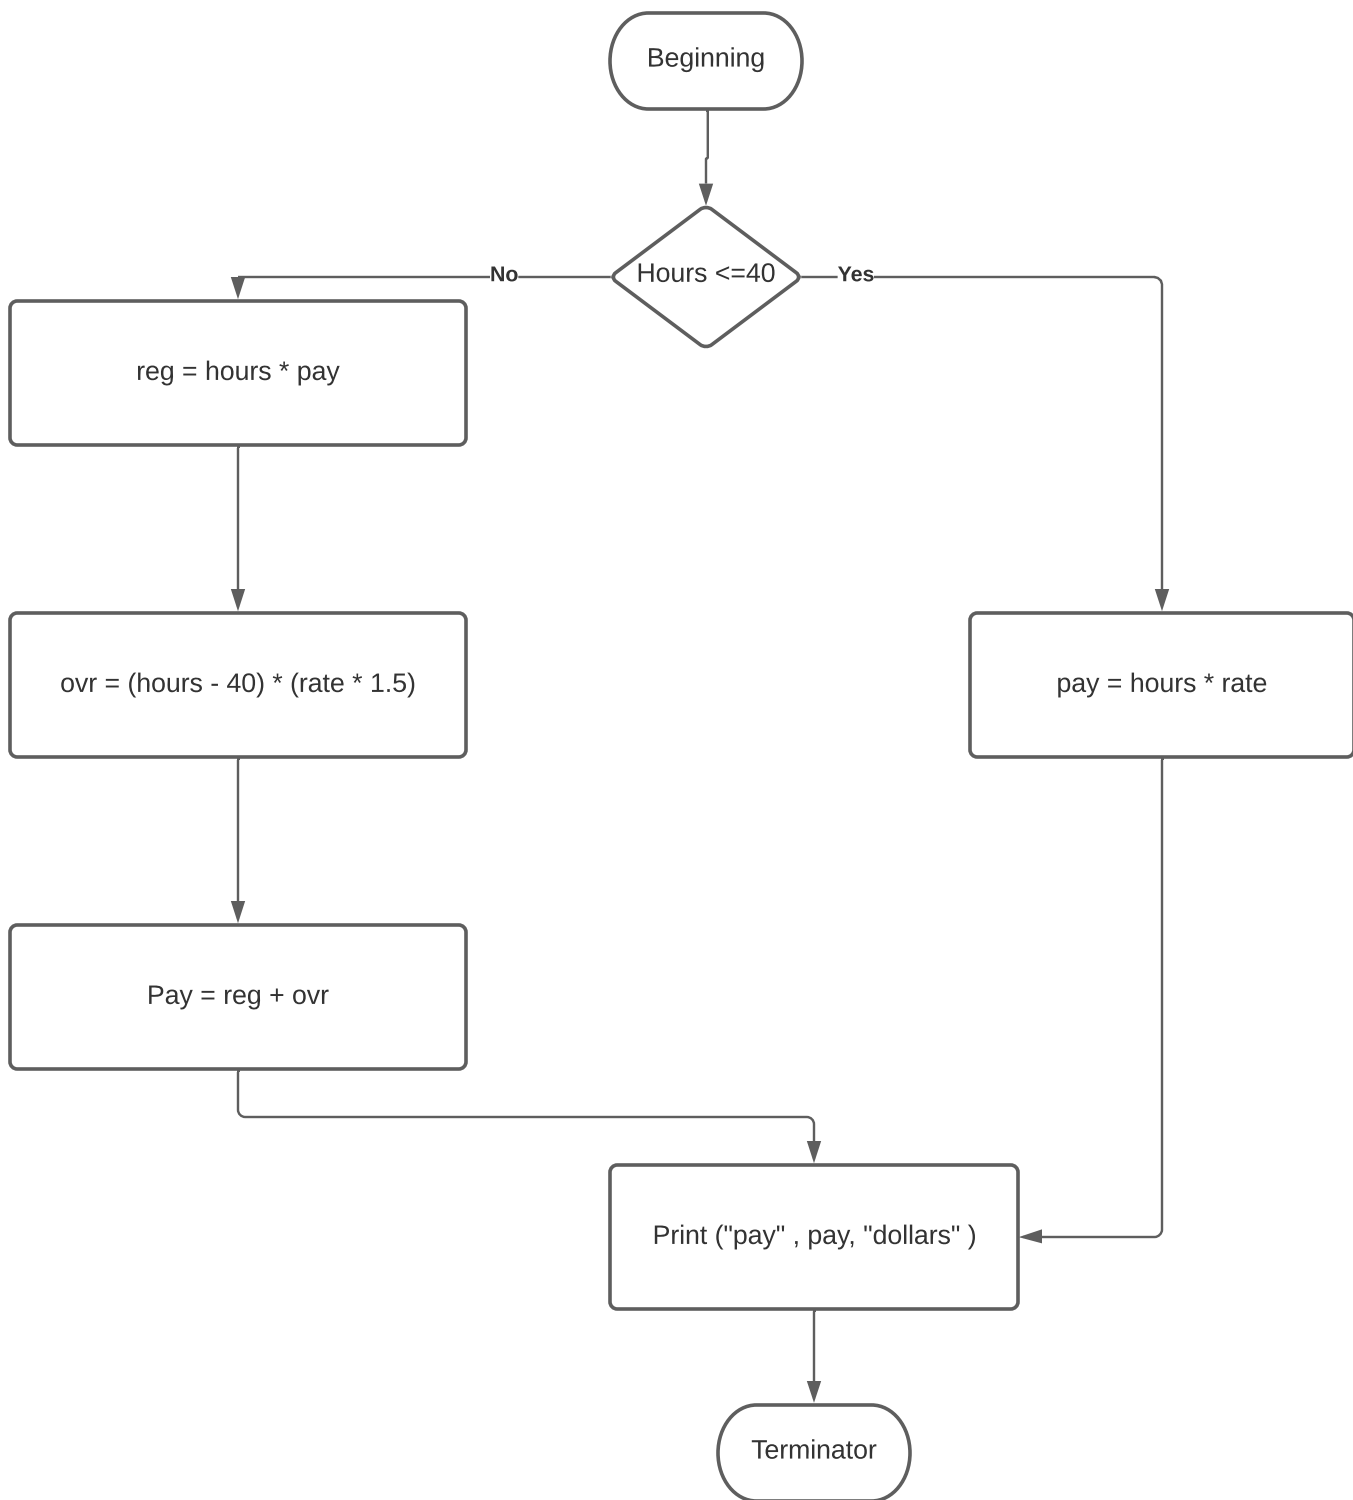 Beginning
Hours <=40
No
Yes
reg = hours * pay
ovr = (hours - 40) * (rate * 1.5)
pay = hours * rate
Pay = reg + ovr
Print ("pay" , pay, "dollars" )
Terminator